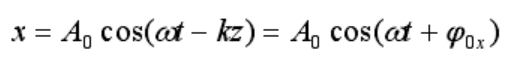 x = A₀ cos(ωt − kz) = A₀ cos(ωt + φ₀ₓ)